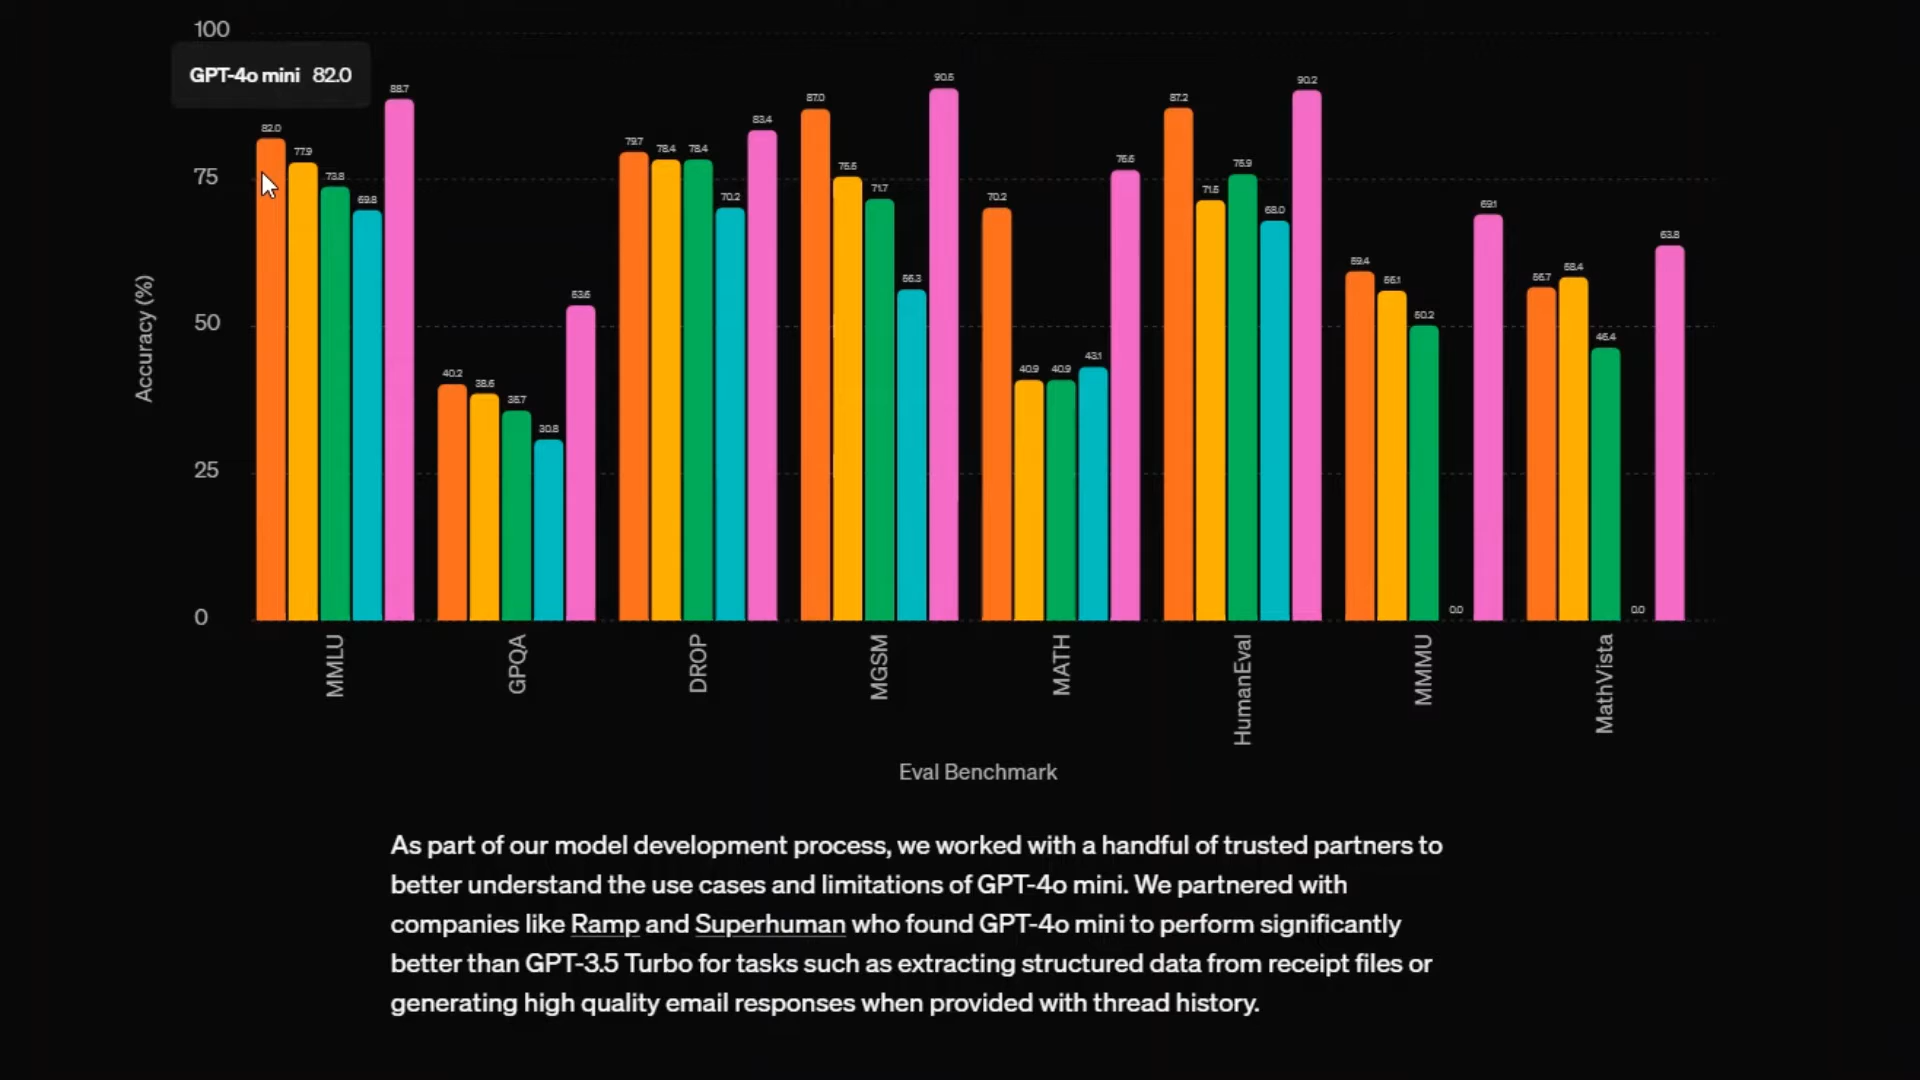 100
GPT-4o mini 82.0
75
50
25
0
Accuracy (%)
82.0 77.9 73.8 69.8 88.7
40.2 38.6 35.7 30.8 53.6
79.7 78.4 78.4 70.2 83.4
87.0 75.5 71.7 56.3 90.5
70.2 40.9 40.9 43.1 76.6
87.2 71.5 75.9 68.0 90.2
59.4 56.1 50.2 0.0 69.1
56.7 58.4 46.4 0.0 63.8
MMLU
GPQA
DROP
MGSM
MATH
HumanEval
MMMU
MathVista
Eval Benchmark
As part of our model development process, we worked with a handful of trusted partners to
better understand the use cases and limitations of GPT-4o mini. We partnered with
companies like Ramp and Superhuman who found GPT-4o mini to perform significantly
better than GPT-3.5 Turbo for tasks such as extracting structured data from receipt files or
generating high quality email responses when provided with thread history.